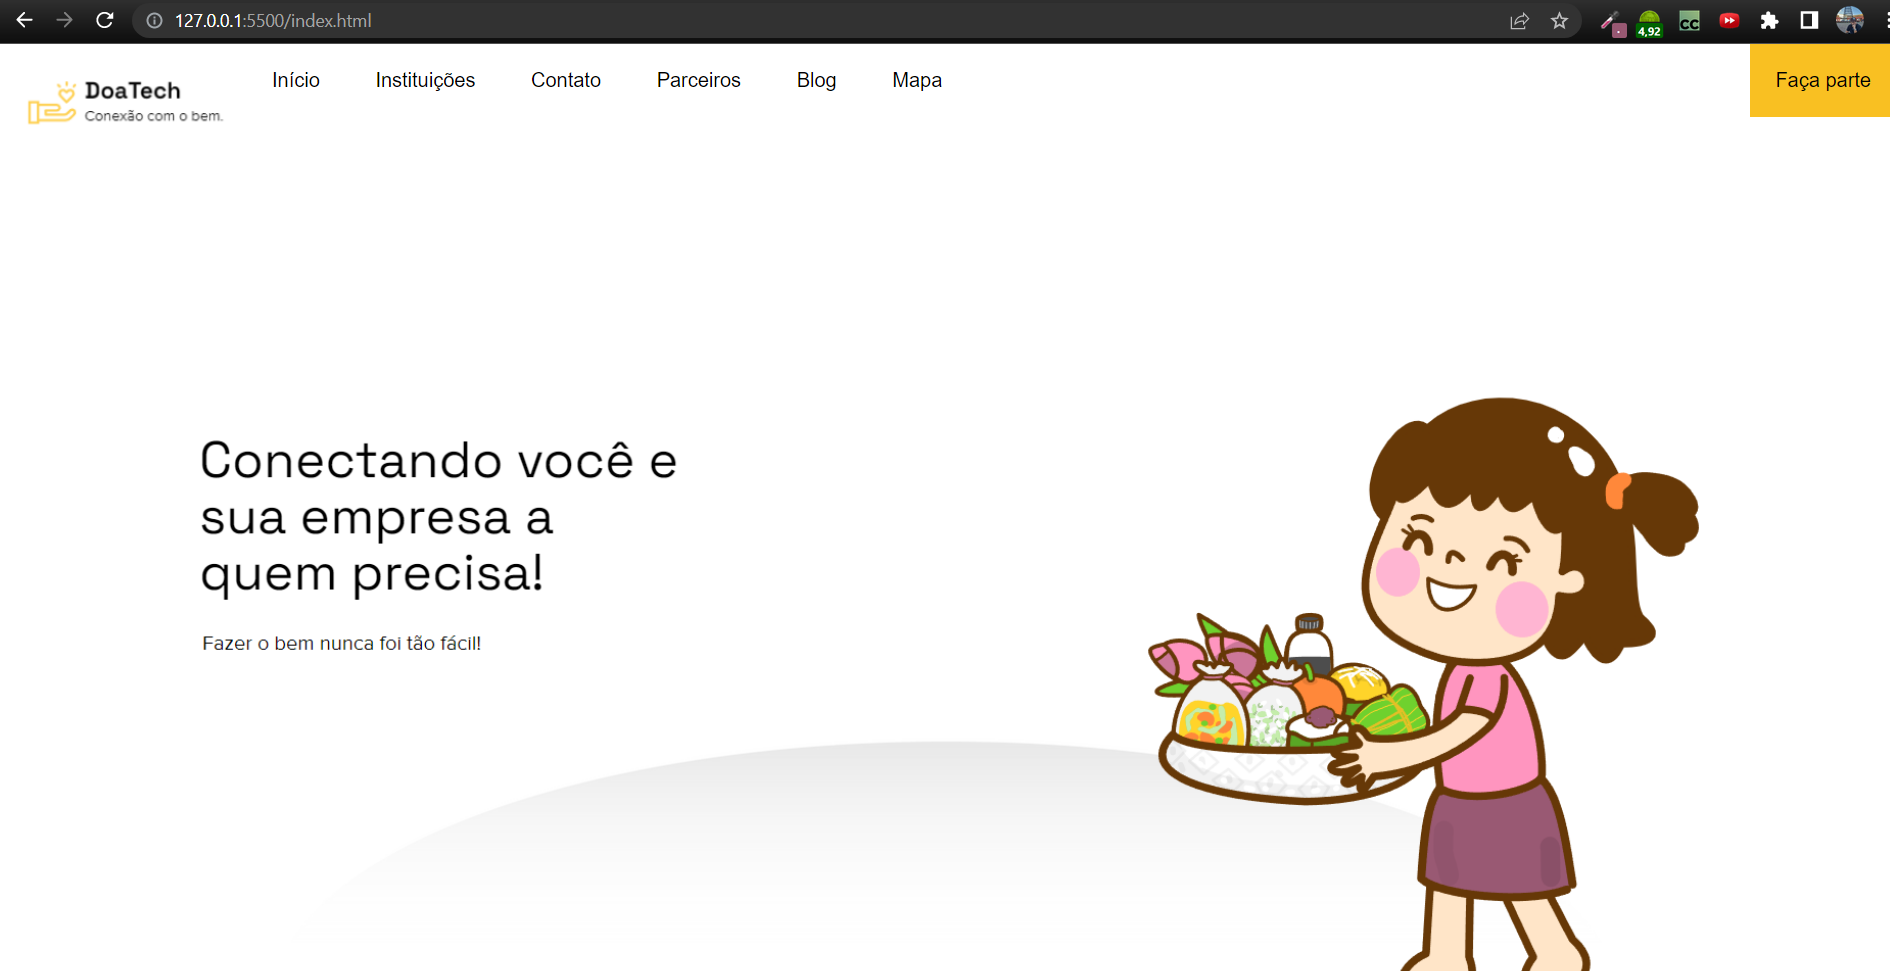 127.0.0.1:5500/index.html
4,92
CC
DoaTech
Conexão com o bem.
Início Instituições Contato Parceiros Blog Mapa Faça parte
Conectando você e
sua empresa a
quem precisa!
Fazer o bem nunca foi tão fácil!